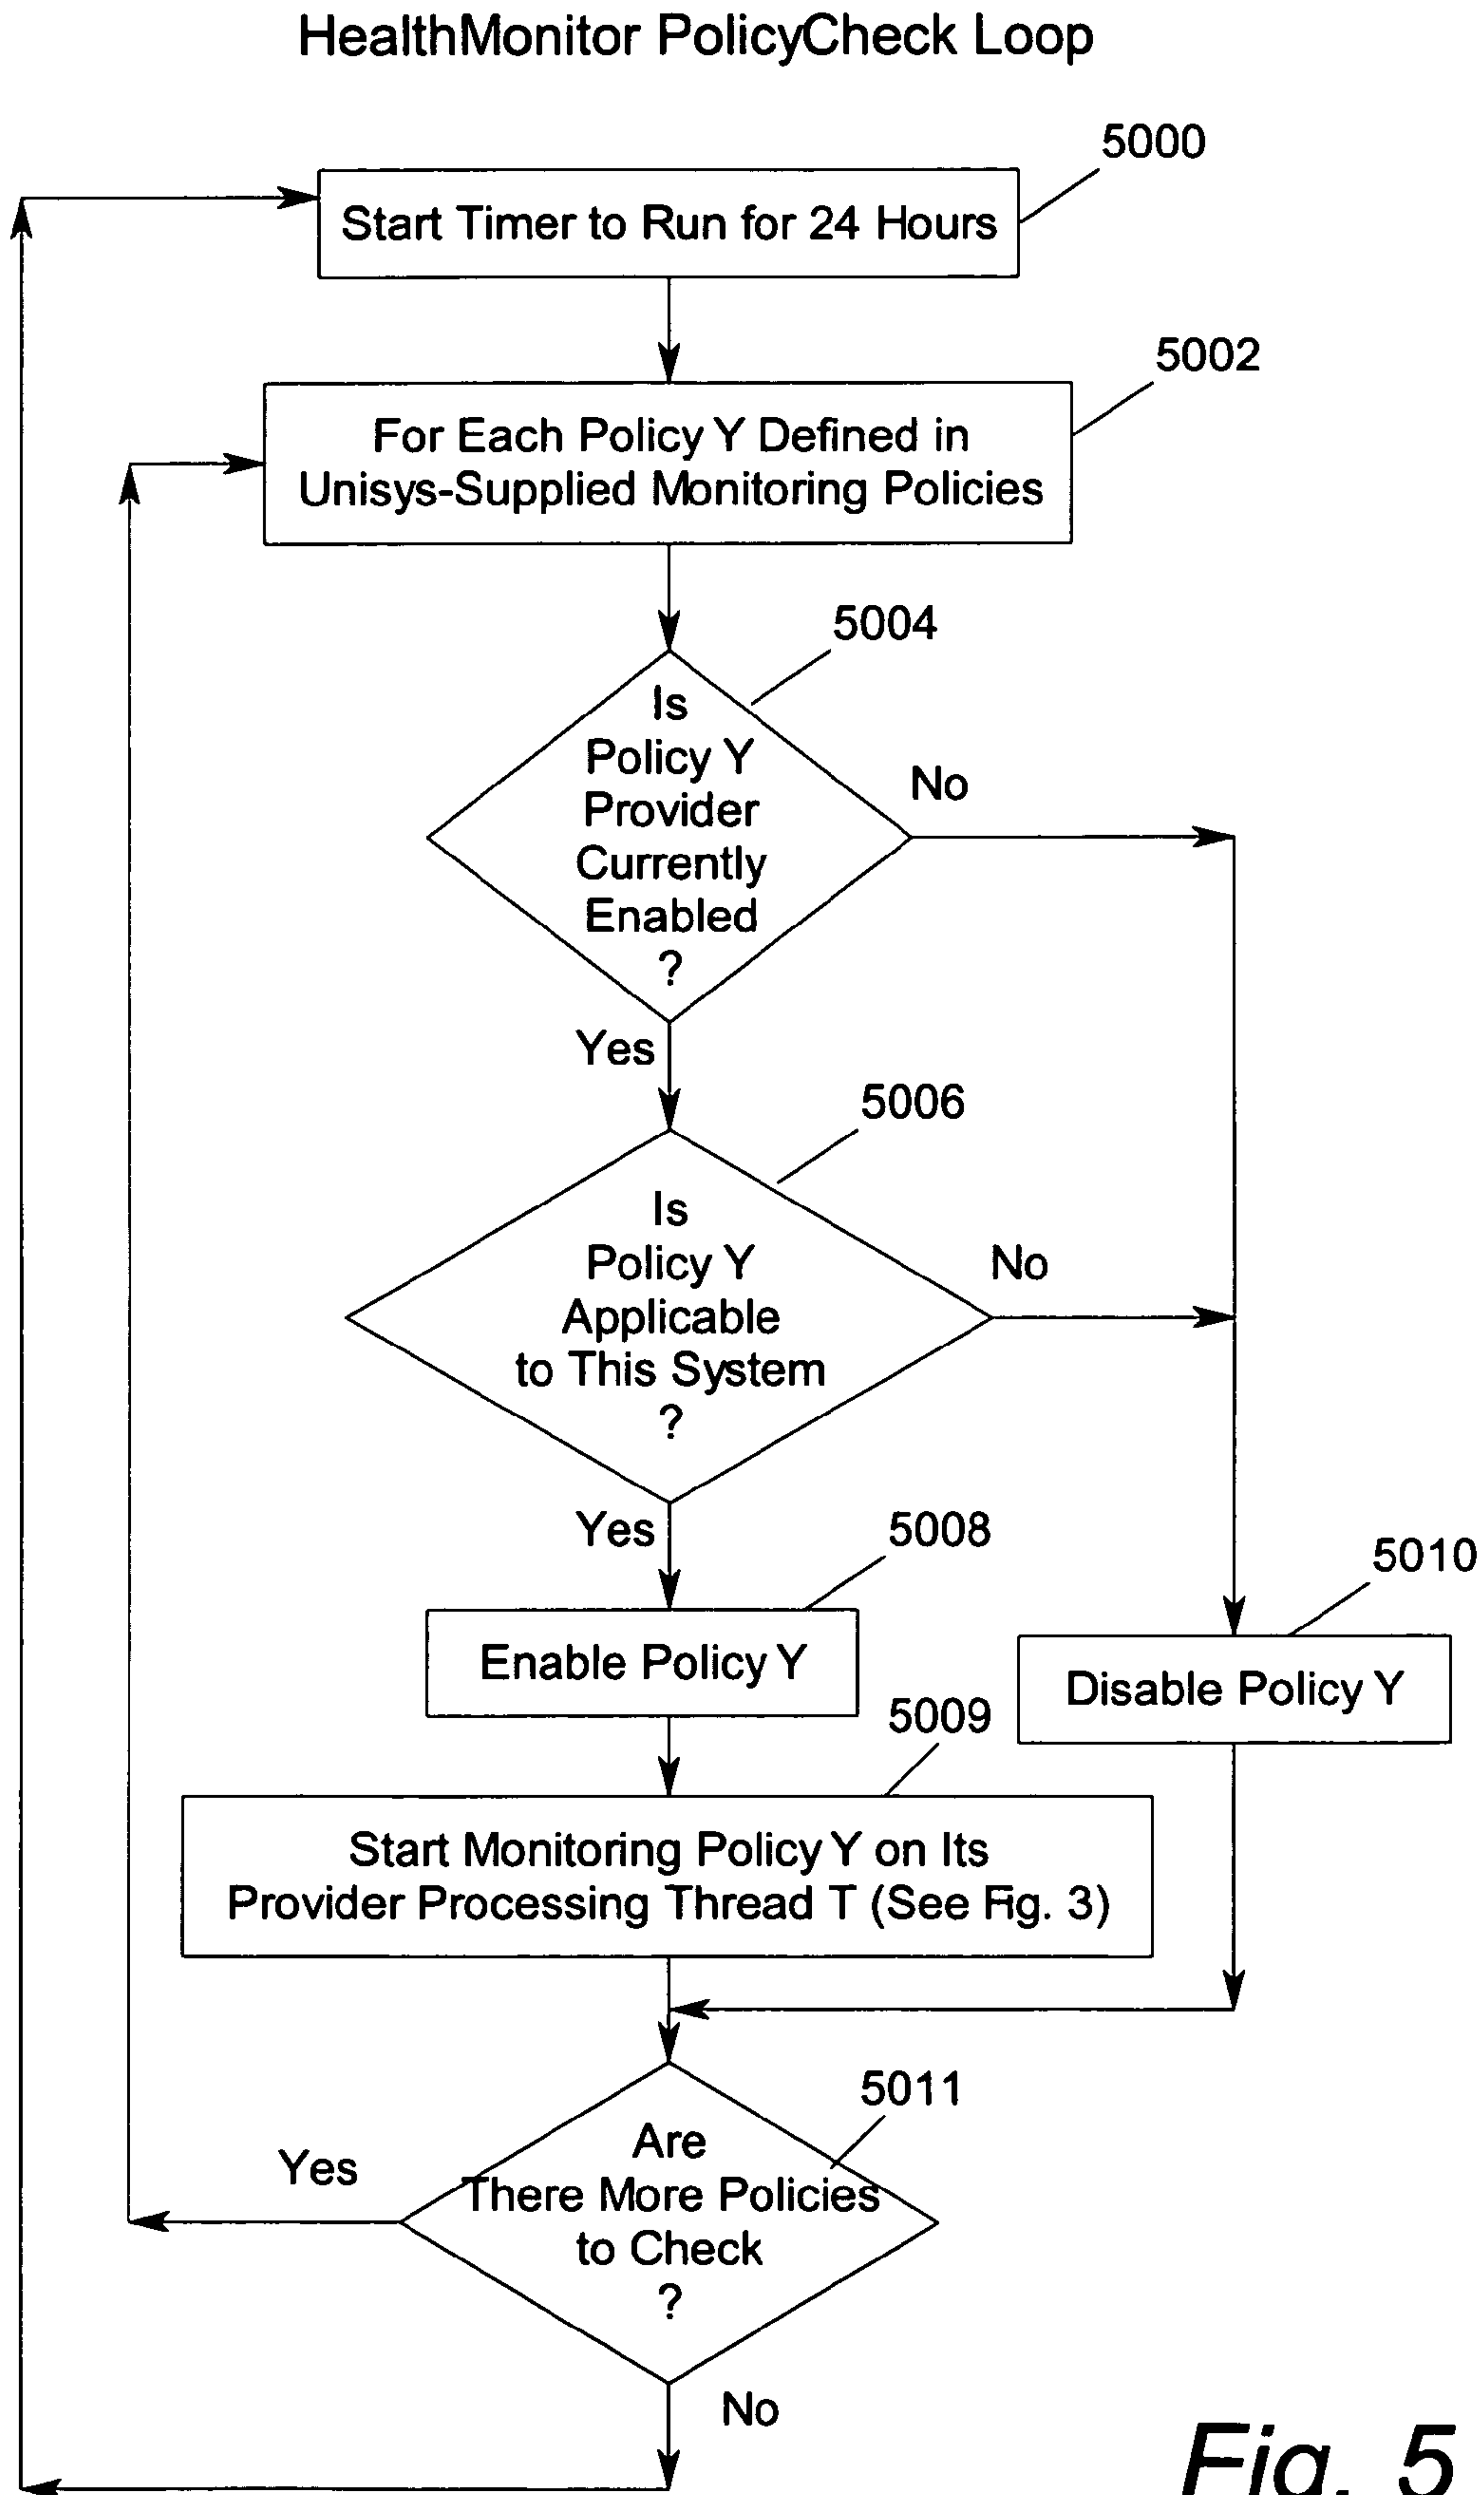 HealthMonitor PolicyCheck Loop
5000
Start Timer to Run for 24 Hours
5002
For Each Policy Y Defined in
Unisys-Supplied Monitoring Policies
5004
Is
Policy Y
Provider
Currently
Enabled
?
No
Yes
5006
Is
Policy Y
Applicable
to This System
?
No
Yes
5008
Enable Policy Y
5010
Disable Policy Y
5009
Start Monitoring Policy Y on Its
Provider Processing Thread T (See Fig. 3)
5011
Are
There More Policies
to Check
?
Yes
No
Fig. 5